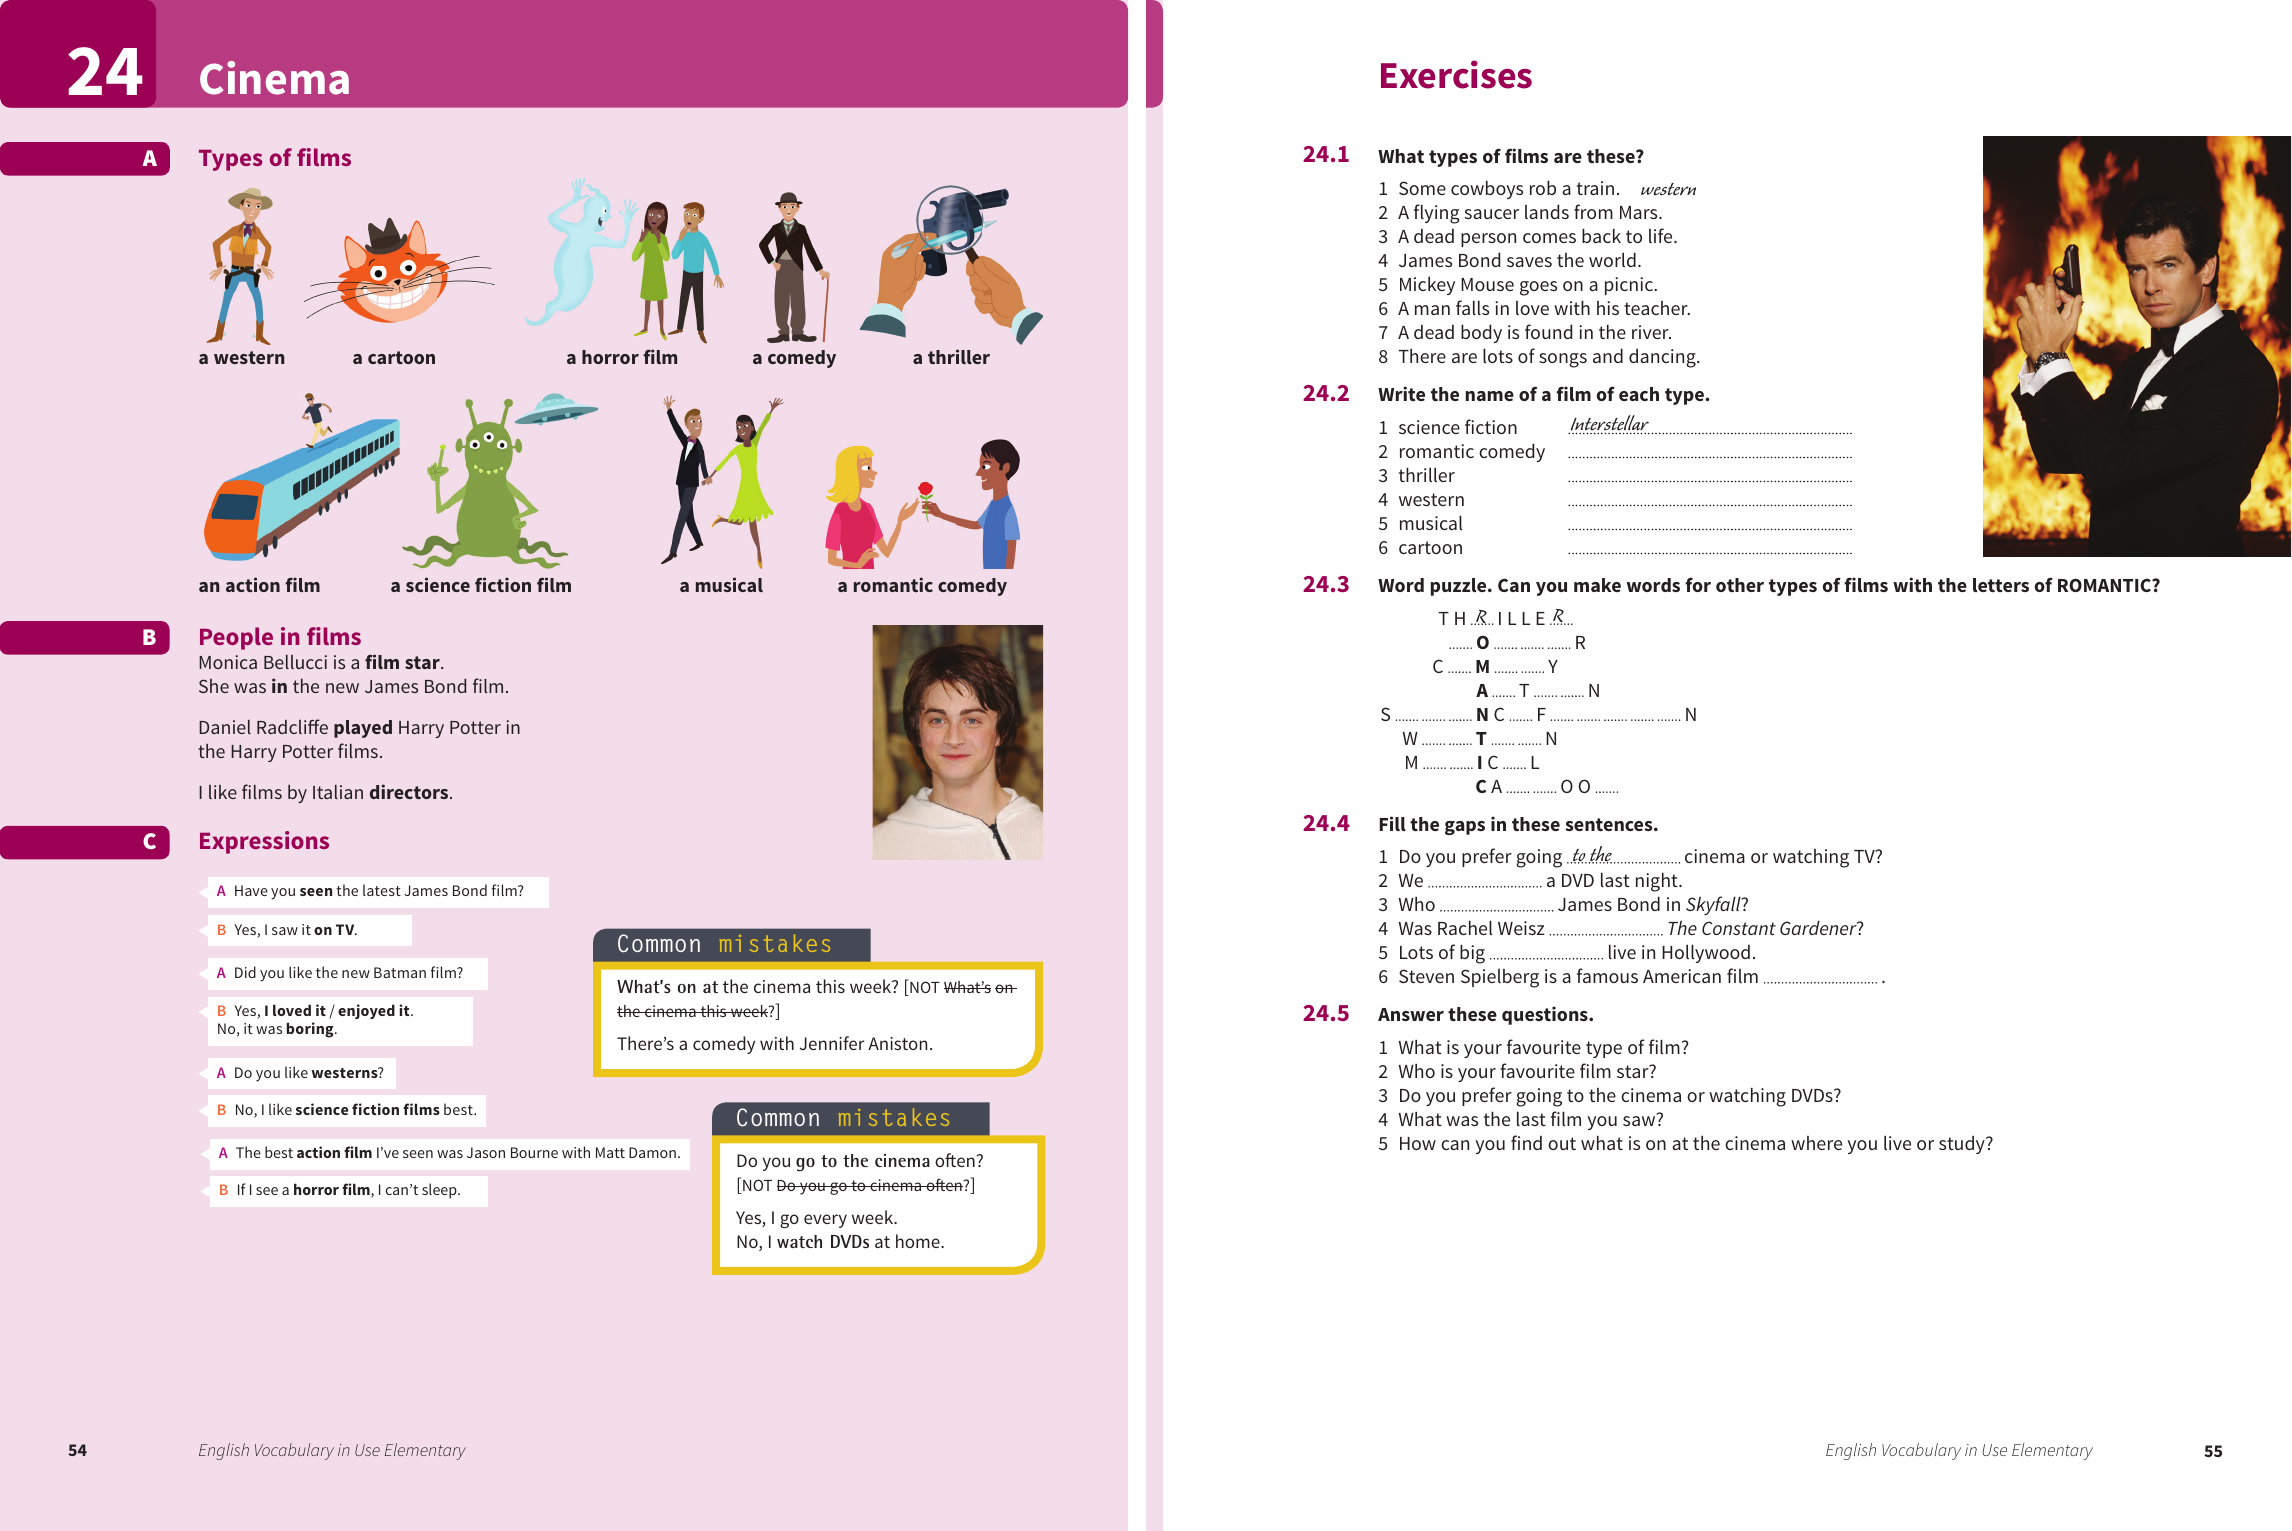 24 Cinema
A Types of films
a western a cartoon a horror film a comedy a thriller
an action film a science fiction film a musical a romantic comedy
B People in films
Monica Bellucci is a film star.
She was in the new James Bond film.
Daniel Radcliffe played Harry Potter in
the Harry Potter films.
I like films by Italian directors.
C Expressions
A Have you seen the latest James Bond film?
B Yes, I saw it on TV.
A Did you like the new Batman film?
B Yes, I loved it / enjoyed it.
No, it was boring.
A Do you like westerns?
B No, I like science fiction films best.
A The best action film I've seen was Jason Bourne with Matt Damon.
B If I see a horror film, I can't sleep.
Common mistakes
What's on at the cinema this week? [NOT What's on
the cinema this week?]
There's a comedy with Jennifer Aniston.
Common mistakes
Do you go to the cinema often?
[NOT Do you go to cinema often?]
Yes, I go every week.
No, I watch DVDs at home.
54 English Vocabulary in Use Elementary
Exercises
24.1 What types of films are these?
1 Some cowboys rob a train. western
2 A flying saucer lands from Mars.
3 A dead person comes back to life.
4 James Bond saves the world.
5 Mickey Mouse goes on a picnic.
6 A man falls in love with his teacher.
7 A dead body is found in the river.
8 There are lots of songs and dancing.
24.2 Write the name of a film of each type.
1 science fiction Interstellar
2 romantic comedy
3 thriller
4 western
5 musical
6 cartoon
24.3 Word puzzle. Can you make words for other types of films with the letters of ROMANTIC?
T H R I L L E R
....... O ....... ....... ....... R
C ....... M ....... ....... Y
A ....... T ....... ....... N
S ....... ....... ....... N C ....... F ....... ....... ....... ....... ....... N
W ....... ....... T ....... ....... N
M ....... ....... I C ....... L
C A ....... ....... O O .......
24.4 Fill the gaps in these sentences.
1 Do you prefer going to the cinema or watching TV?
2 We ................................ a DVD last night.
3 Who ................................ James Bond in Skyfall?
4 Was Rachel Weisz ................................ The Constant Gardener?
5 Lots of big ................................ live in Hollywood.
6 Steven Spielberg is a famous American film ................................ .
24.5 Answer these questions.
1 What is your favourite type of film?
2 Who is your favourite film star?
3 Do you prefer going to the cinema or watching DVDs?
4 What was the last film you saw?
5 How can you find out what is on at the cinema where you live or study?
English Vocabulary in Use Elementary 55